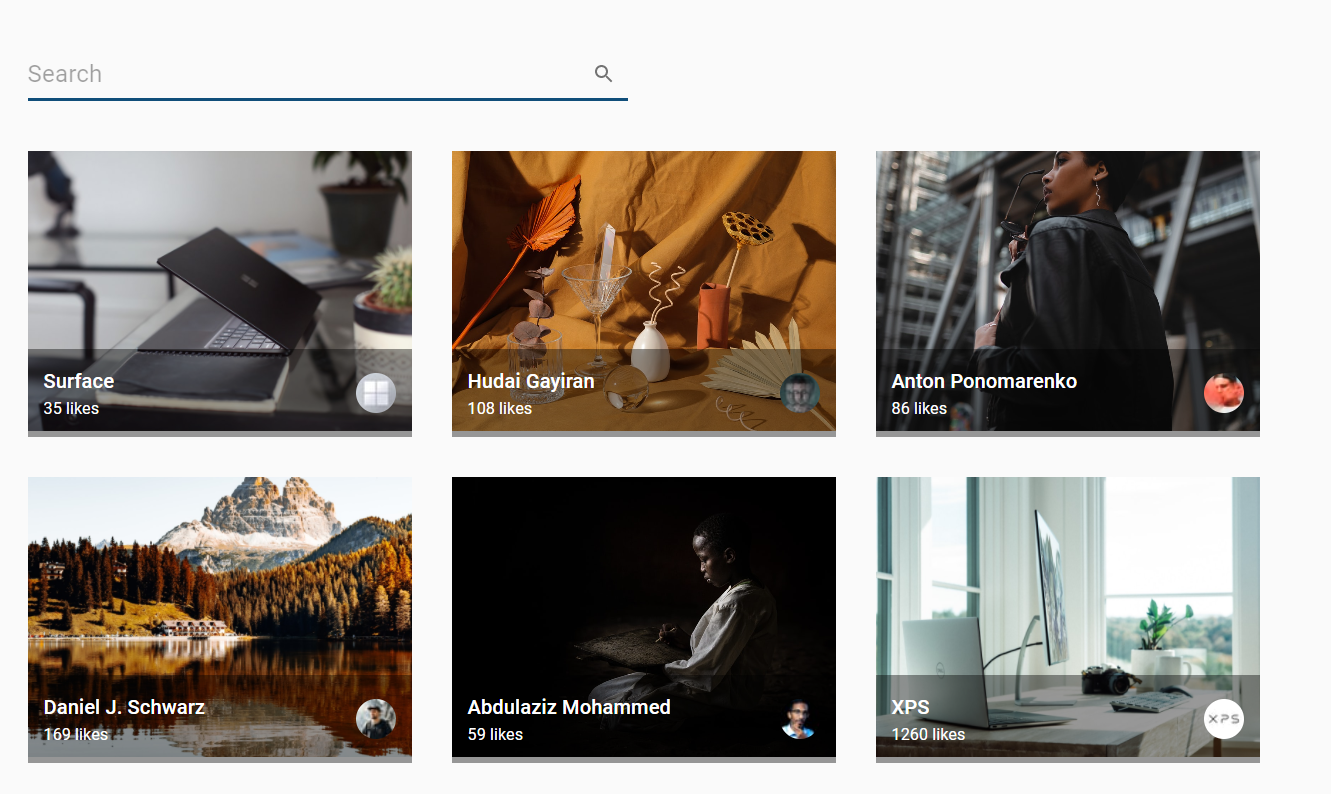 Search
Surface
35 likes
Hudai Gayiran
108 likes
Anton Ponomarenko
86 likes
Daniel J. Schwarz
169 likes
Abdulaziz Mohammed
59 likes
XPS
1260 likes
XPS